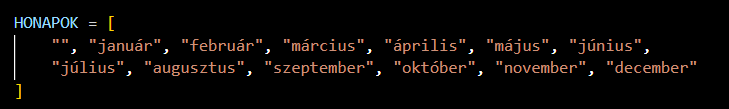 HONAPOK = [
"", "január", "február", "március", "április", "május", "június",
"július", "augusztus", "szeptember", "október", "november", "december"
]